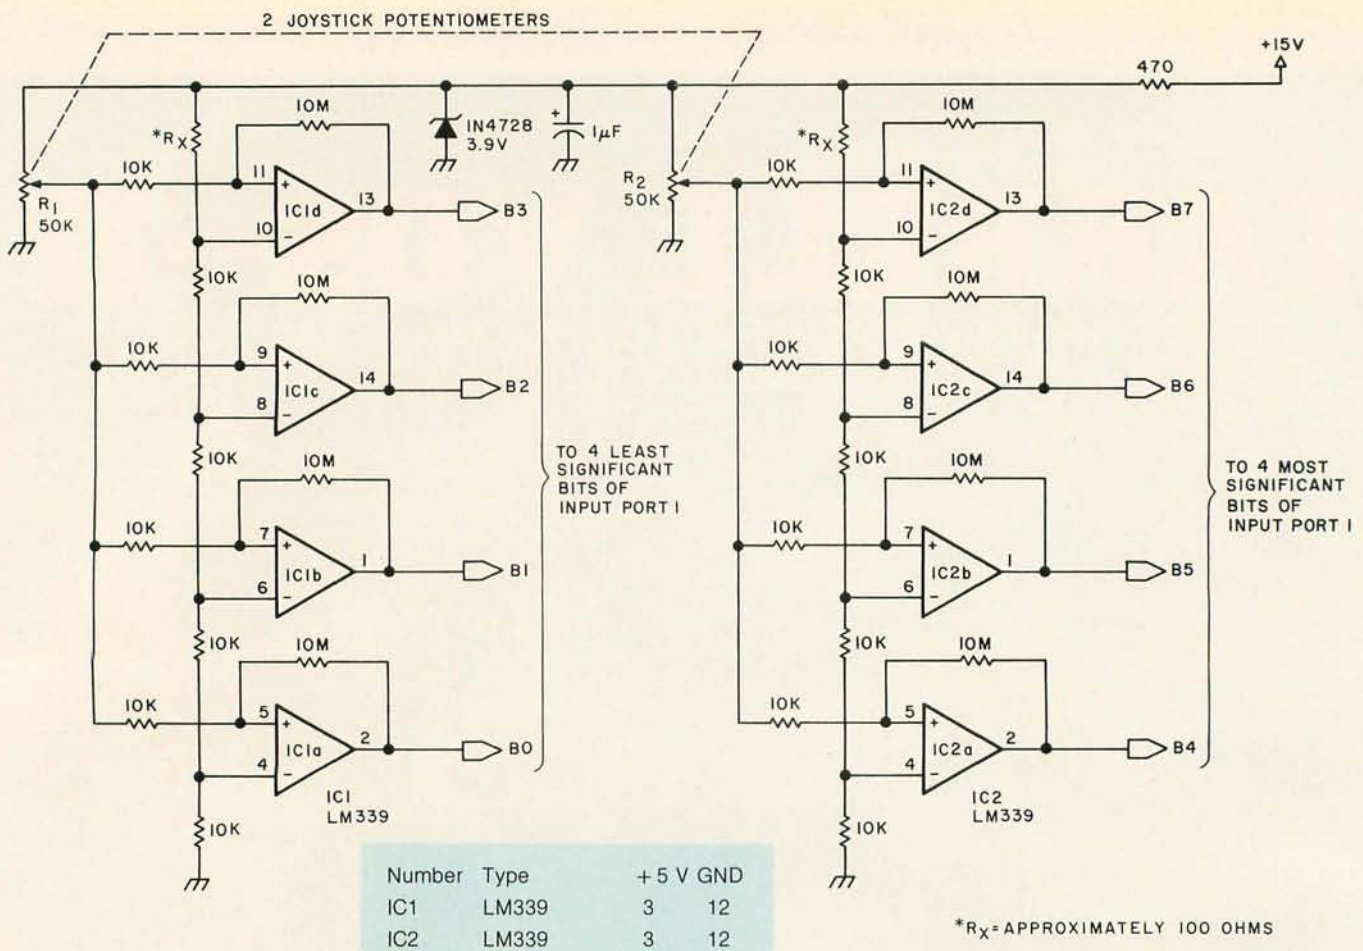 2 JOYSTICK POTENTIOMETERS
+15V
470
10M
*RX
IN4728
3.9V
+
1µF
10M
*RX
10K
11
+
IC1d
13
B3
10
−
R1
50K
10K
10K
11
+
IC2d
13
B7
10
−
R2
50K
10K
10M
10K
9
+
IC1c
14
B2
8
−
10K
10M
10K
9
+
IC2c
14
B6
8
−
10K
TO 4 LEAST
SIGNIFICANT
BITS OF
INPUT PORT 1
TO 4 MOST
SIGNIFICANT
BITS OF
INPUT PORT 1
10M
10K
7
+
IC1b
1
B1
6
−
10K
10M
10K
7
+
IC2b
1
B5
6
−
10K
10M
10K
5
+
IC1a
2
B0
4
−
IC1
LM339
10K
10M
10K
5
+
IC2a
2
B4
4
−
IC2
LM339
10K
Number Type +5 V GND
IC1 LM339 3 12
IC2 LM339 3 12
*RX=APPROXIMATELY 100 OHMS